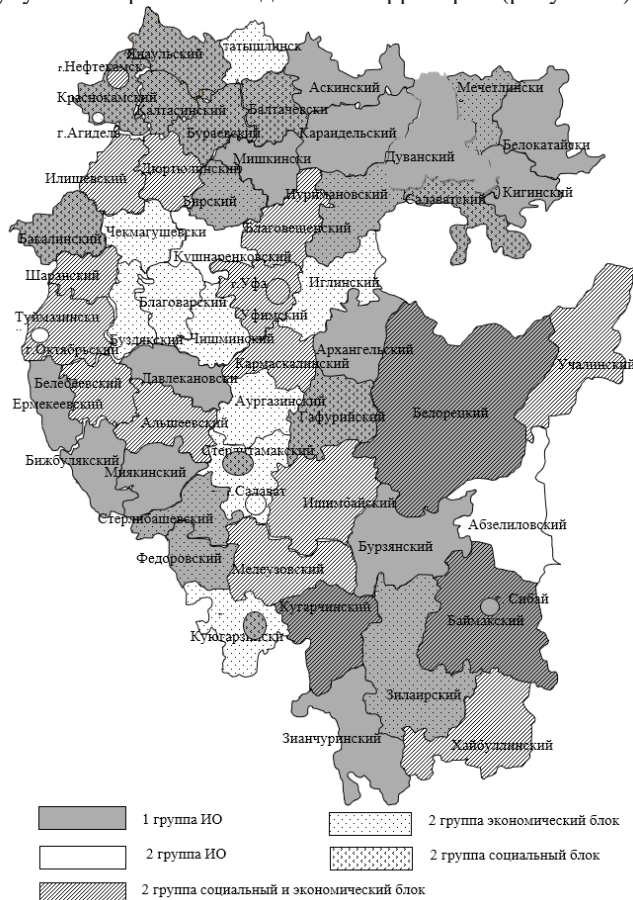 Янаульский
татышлинск
г.Нефтекамск
Аскинский
Мечетлински
Краснокамский
Калтасинский
Балтачевски
г.Агидель
Бураевский
Караидельский
Белокатайски
Мишкински
Дуванский
Илишевский
Дюртюлинский
Нуримановский
Кигинский
Бирский
Салаватский
Бакалинский
Чекмагушевски
Благовещенский
Кушнаренковский
Шаранский
г.Уфа
Иглинский
Благоварский
Туймазински
Уфимский
Буздякский
Чишминский
Архангельский
г.Октябрьский
Кармаскалинский
Учалинский
Давлекановски
Белебеевский
Аургазинский
Ермекеевский
Гафурийский
Белорецкий
Альшеевский
Стерлитамакский
Бижбулякский
Миякинский
г.Салават
Ишимбайский
Стерлибашевский
Абзелиловский
Бурзянский
Федоровский
Мелеузовский
г. Сибай
Кугарчинский
Баймакский
Куюгазински
Зилаирский
Зианчуринский
Хайбуллинский
1 группа ИО
2 группа экономический блок
2 группа ИО
2 группа социальный блок
2 группа социальный и экономический блок